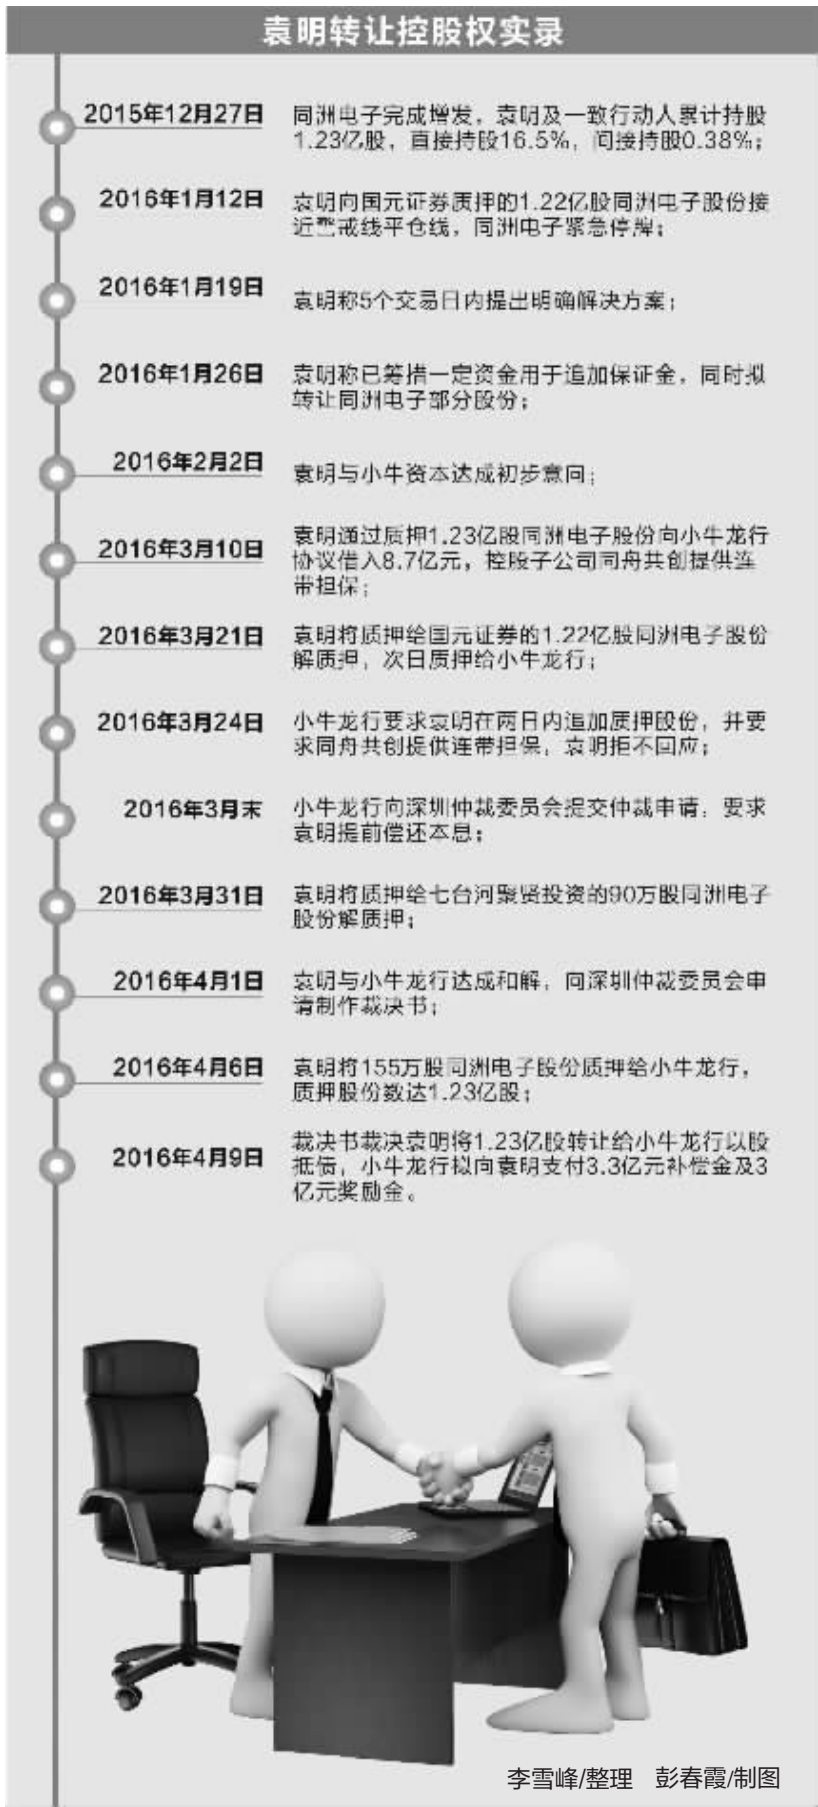 袁明转让控股权实录
2015年12月27日
同洲电子完成增发，袁明及一致行动人累计持股
1.23亿股，直接持股16.5%，间接持股0.38%；
2016年1月12日
袁明向国元证券质押的1.22亿股同洲电子股份接
近警戒线平仓线，同洲电子紧急停牌；
2016年1月19日
袁明称5个交易日内提出明确解决方案；
2016年1月26日
袁明称已筹措一定资金用于追加保证金，同时拟
转让同洲电子部分股份；
2016年2月2日
袁明与小牛资本达成初步意向；
2016年3月10日
袁明通过质押1.23亿股同洲电子股份向小牛龙行
协议借入8.7亿元，控股子公司同舟共创提供连
带担保；
2016年3月21日
袁明将质押给国元证券的1.22亿股同洲电子股份
解质押，次日质押给小牛龙行；
2016年3月24日
小牛龙行要求袁明在两日内追加质押股份，并要
求同舟共创提供连带担保，袁明拒不回应；
2016年3月末
小牛龙行向深圳仲裁委员会提交仲裁申请，要求
袁明提前偿还本息；
2016年3月31日
袁明将质押给七台河聚贤投资的90万股同洲电子
股份解质押；
2016年4月1日
袁明与小牛龙行达成和解，向深圳仲裁委员会申
请制作裁决书；
2016年4月6日
袁明将155万股同洲电子股份质押给小牛龙行，
质押股份数达1.23亿股；
2016年4月9日
裁决书裁决袁明将1.23亿股转让给小牛龙行以股
抵债，小牛龙行拟向袁明支付3.3亿元补偿金及3
亿元奖励金。
李雪峰/整理 彭春霞/制图